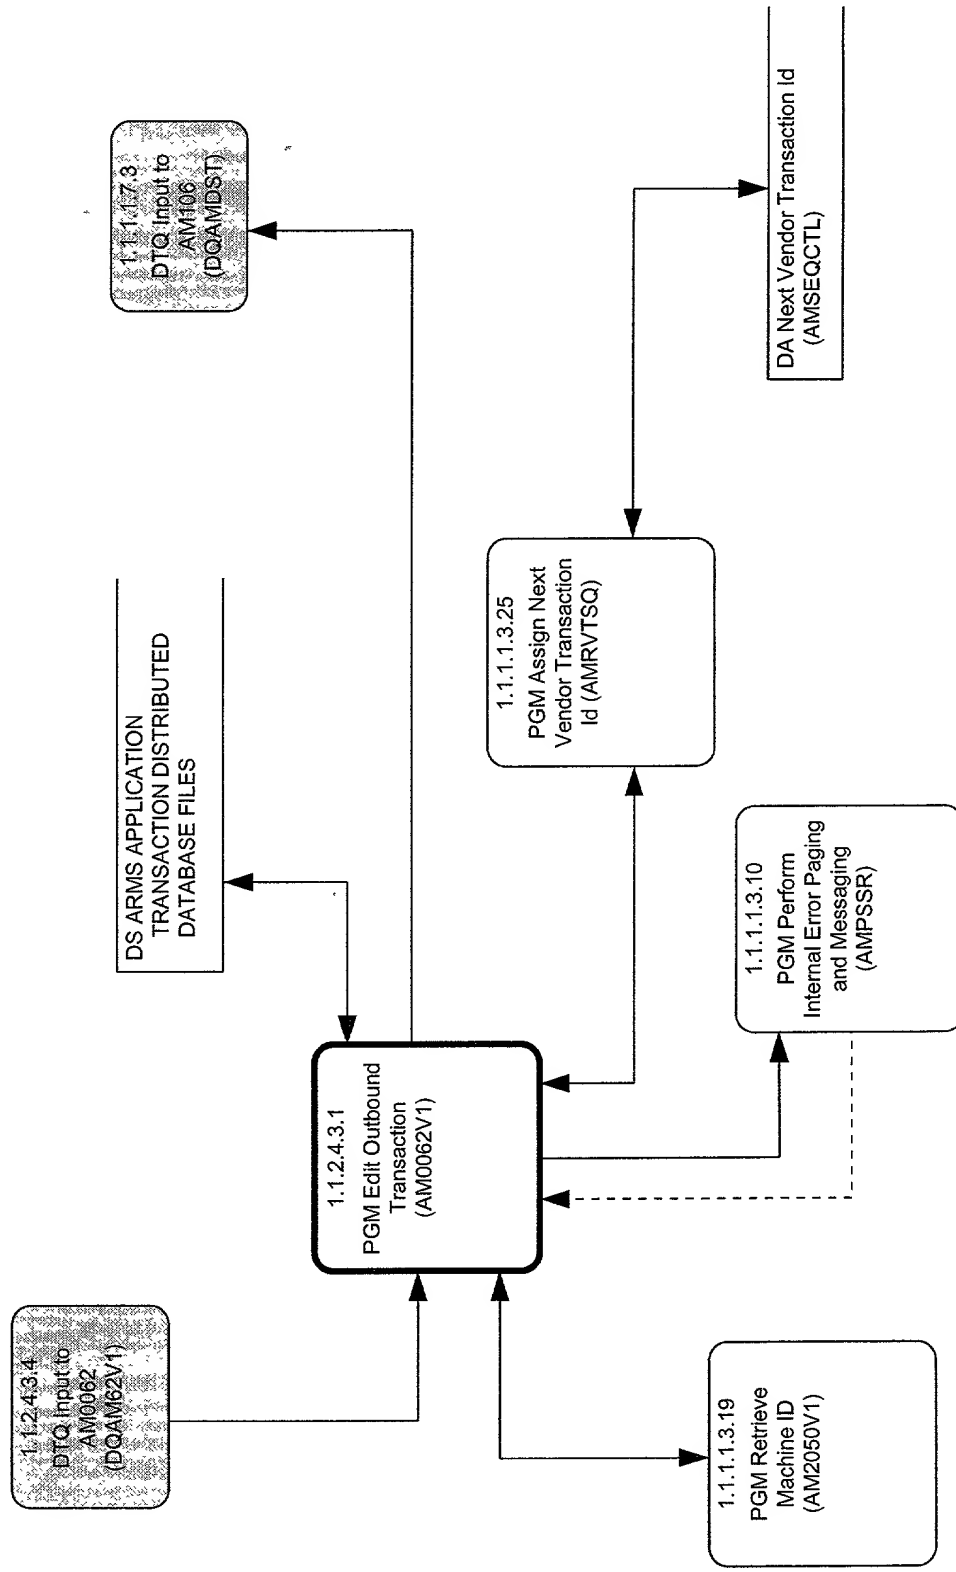 1.1.2.4.3.4
DTQ Input to
AM0062
(DQAM62V1)
DS ARMS APPLICATION
TRANSACTION DISTRIBUTED
DATABASE FILES
1.1.1.1.7.3
DTQ Input to
AM106
(DQAMDST)
1.1.2.4.3.1
PGM Edit Outbound
Transaction
(AM0062V1)
1.1.1.1.3.25
PGM Assign Next
Vendor Transaction
Id (AMRVTSQ)
1.1.1.1.3.19
PGM Retrieve
Machine ID
(AM2050V1)
1.1.1.1.3.10
PGM Perform
Internal Error Paging
and Messaging
(AMPSSR)
DA Next Vendor Transaction Id
(AMSEQCTL)